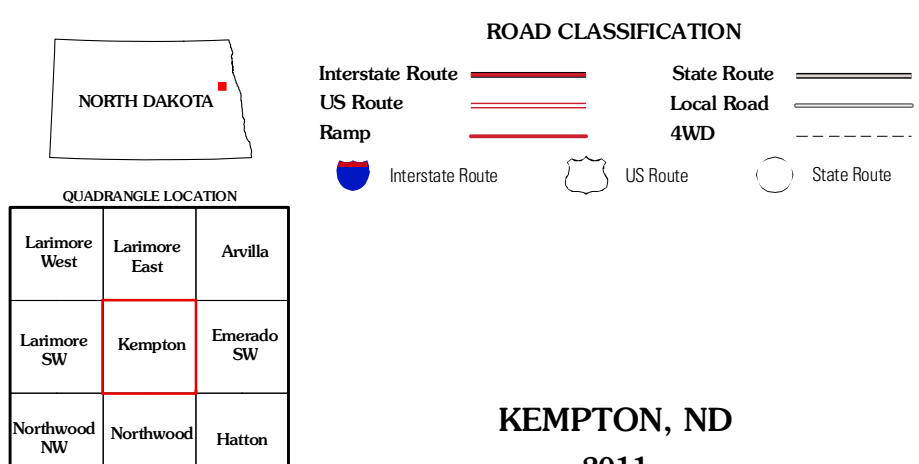 NORTH DAKOTA
QUADRANGLE LOCATION
Larimore
West
Larimore
East
Arvilla
Larimore
SW
Kempton
Emerado
SW
Northwood
NW
Northwood
Hatton
ROAD CLASSIFICATION
Interstate Route
State Route
US Route
Local Road
Ramp
4WD
Interstate Route
US Route
State Route
KEMPTON, ND
2011